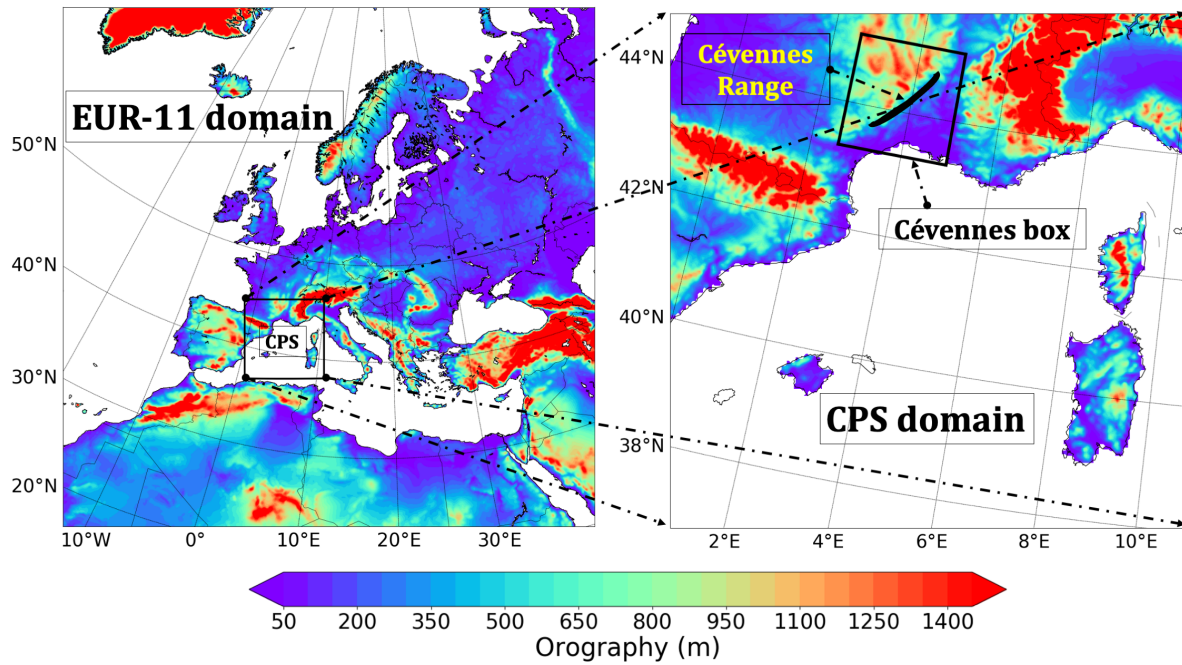 EUR-11 domain
50°N
40°N
30°N
20°N
10°W
0°
10°E
20°E
30°E
CPS
Cévennes
Range
Cévennes box
CPS domain
44°N
42°N
40°N
38°N
2°E
4°E
6°E
8°E
10°E
50
200
350
500
650
800
950
1100
1250
1400
Orography (m)